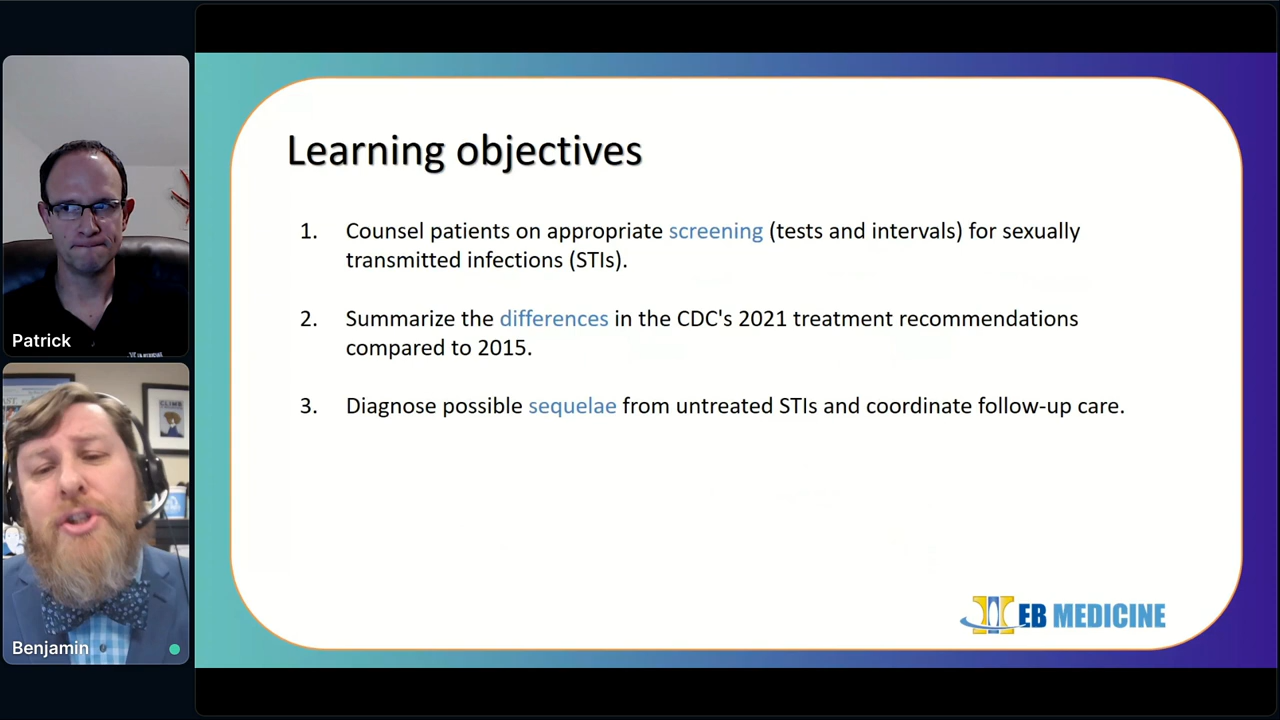 Learning objectives
1. Counsel patients on appropriate screening (tests and intervals) for sexually
transmitted infections (STIs).
2. Summarize the differences in the CDC's 2021 treatment recommendations
compared to 2015.
3. Diagnose possible sequelae from untreated STIs and coordinate follow-up care.
EB MEDICINE
Patrick
CLIMB
Benjamin